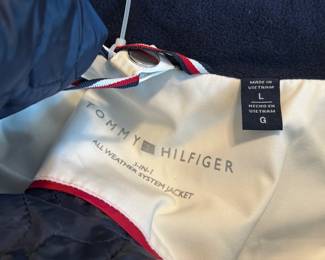 MADE IN
VIETNAM
L
HECHO EN
VIETNAM
G
TOMMY HILFIGER
3-IN-1
ALL WEATHER SYSTEM JACKET